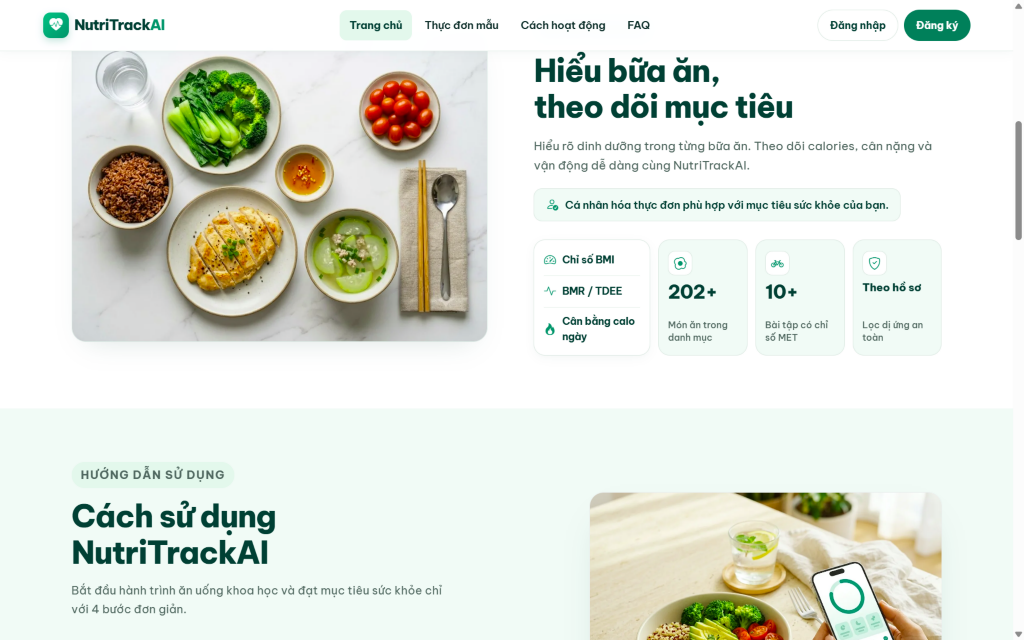 NutriTrackAI
Trang chủ
Thực đơn mẫu
Cách hoạt động
FAQ
Đăng nhập
Đăng ký
Hiểu bữa ăn,
theo dõi mục tiêu
Hiểu rõ dinh dưỡng trong từng bữa ăn. Theo dõi calories, cân nặng và
vận động dễ dàng cùng NutriTrackAI.
Cá nhân hóa thực đơn phù hợp với mục tiêu sức khỏe của bạn.
Chỉ số BMI
BMR / TDEE
Cân bằng calo
ngày
202+
Món ăn trong
danh mục
10+
Bài tập có chỉ
số MET
Theo hồ sơ
Lọc dị ứng an
toàn
HƯỚNG DẪN SỬ DỤNG
Cách sử dụng
NutriTrackAI
Bắt đầu hành trình ăn uống khoa học và đạt mục tiêu sức khỏe chỉ
với 4 bước đơn giản.